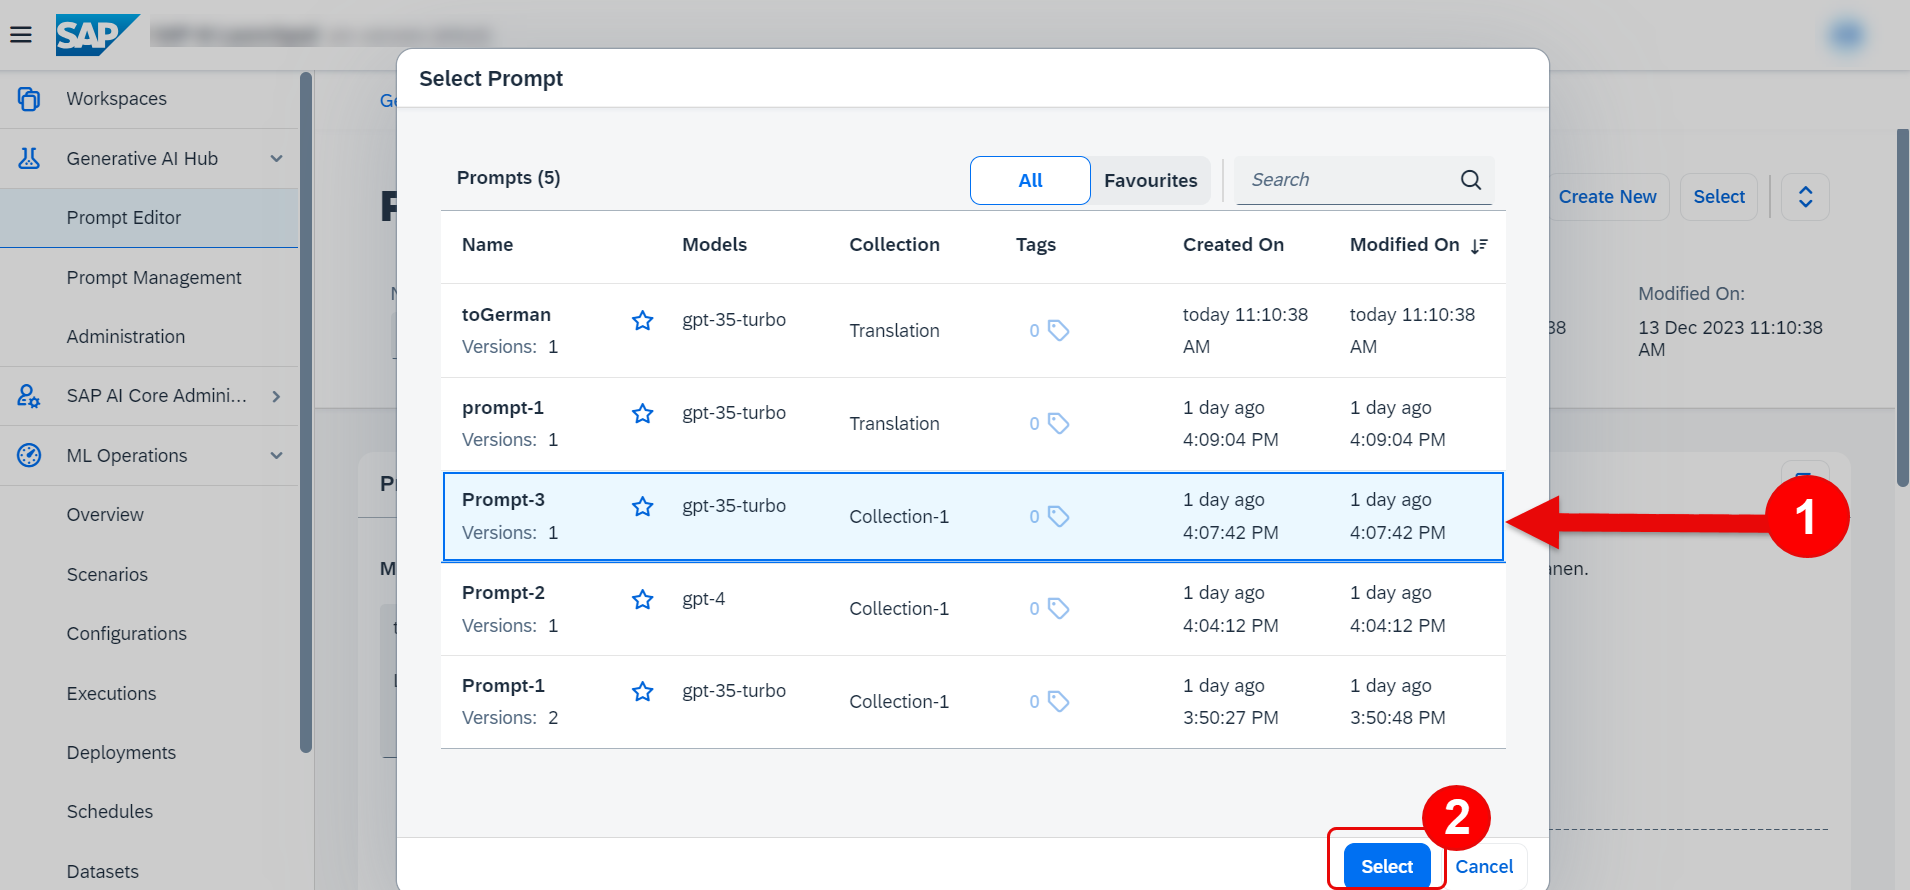 SAP
Workspaces
Generative AI Hub
Prompt Editor
Prompt Management
Administration
SAP AI Core Admini...
ML Operations
Overview
Scenarios
Configurations
Executions
Deployments
Schedules
Datasets
Select Prompt
Prompts (5)
All
Favourites
Search
Name
Models
Collection
Tags
Created On
Modified On
toGerman
Versions: 1
gpt-35-turbo
Translation
0
today 11:10:38
AM
today 11:10:38
AM
prompt-1
Versions: 1
gpt-35-turbo
Translation
0
1 day ago
4:09:04 PM
1 day ago
4:09:04 PM
Prompt-3
Versions: 1
gpt-35-turbo
Collection-1
0
1 day ago
4:07:42 PM
1 day ago
4:07:42 PM
Prompt-2
Versions: 1
gpt-4
Collection-1
0
1 day ago
4:04:12 PM
1 day ago
4:04:12 PM
Prompt-1
Versions: 2
gpt-35-turbo
Collection-1
0
1 day ago
3:50:27 PM
1 day ago
3:50:48 PM
Select
Cancel
1
2
Create New
Select
Modified On:
38
13 Dec 2023 11:10:38
AM
anen.